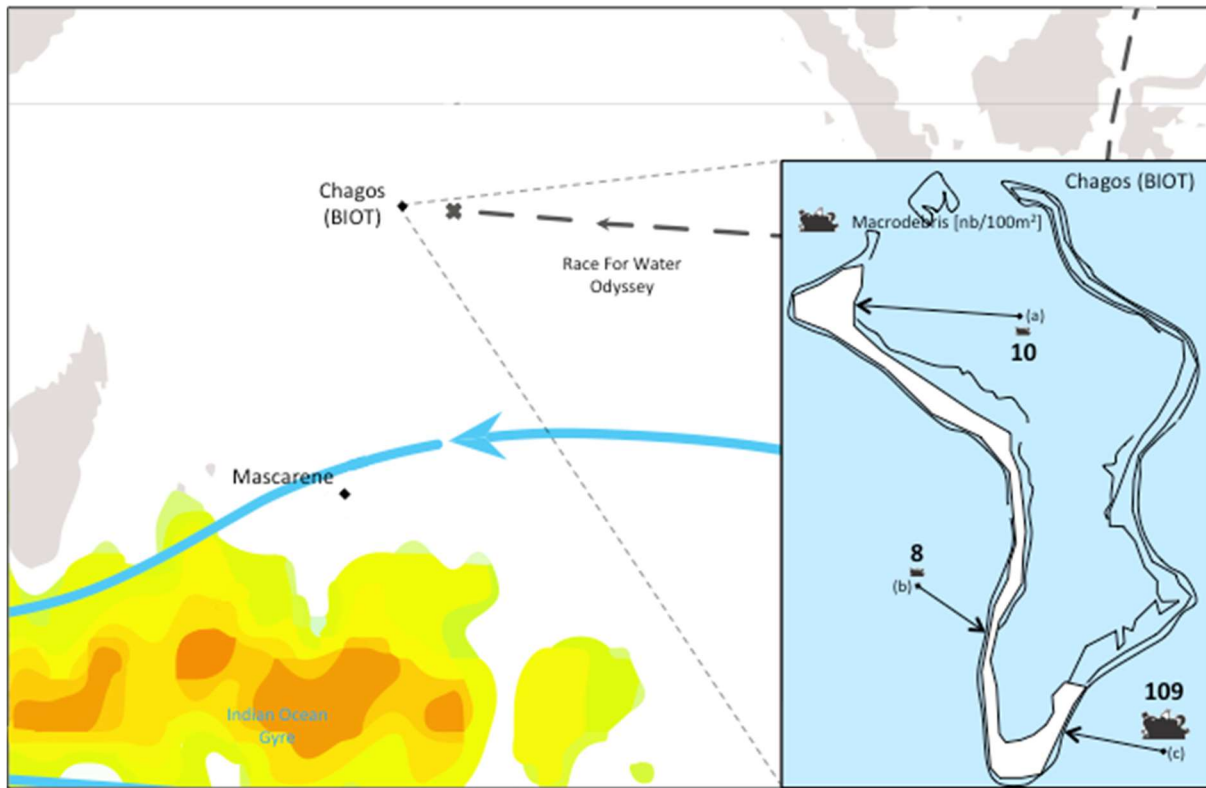 Chagos
(BIOT)
Race For Water
Odyssey
Mascarene
Indian Ocean
Gyre
Chagos (BIOT)
Macrodebris [nb/100m²]
(a)
10
8
(b)
109
(c)